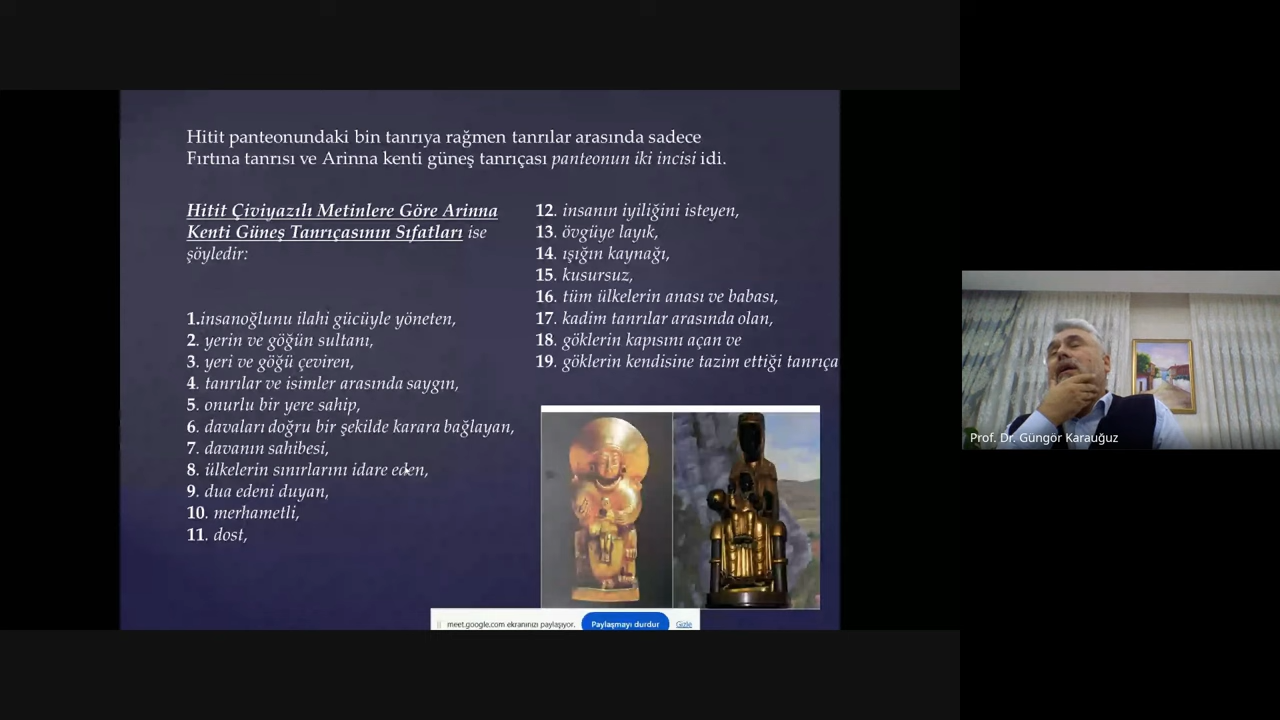 Hitit panteonundaki bin tanrıya rağmen tanrılar arasında sadece
Fırtına tanrısı ve Arinna kenti güneş tanrıçası panteonun iki incisi idi.
Hitit Çiviyazılı Metinlere Göre Arinna
Kenti Güneş Tanrıçasının Sıfatları ise
şöyledir:
1.insanoğlunu ilahi gücüyle yöneten,
2. yerin ve göğün sultanı,
3. yeri ve göğü çeviren,
4. tanrılar ve isimler arasında saygın,
5. onurlu bir yere sahip,
6. davaları doğru bir şekilde karara bağlayan,
7. davanın sahibesi,
8. ülkelerin sınırlarını idare eden,
9. dua edeni duyan,
10. merhametli,
11. dost,
12. insanın iyiliğini isteyen,
13. övgüye layık,
14. ışığın kaynağı,
15. kusursuz,
16. tüm ülkelerin anası ve babası,
17. kadim tanrılar arasında olan,
18. göklerin kapısını açan ve
19. göklerin kendisine tazim ettiği tanrıça
meet.google.com ekranınızı paylaşıyor. Paylaşmayı durdur Gizle
Prof. Dr. Güngör Karauğuz